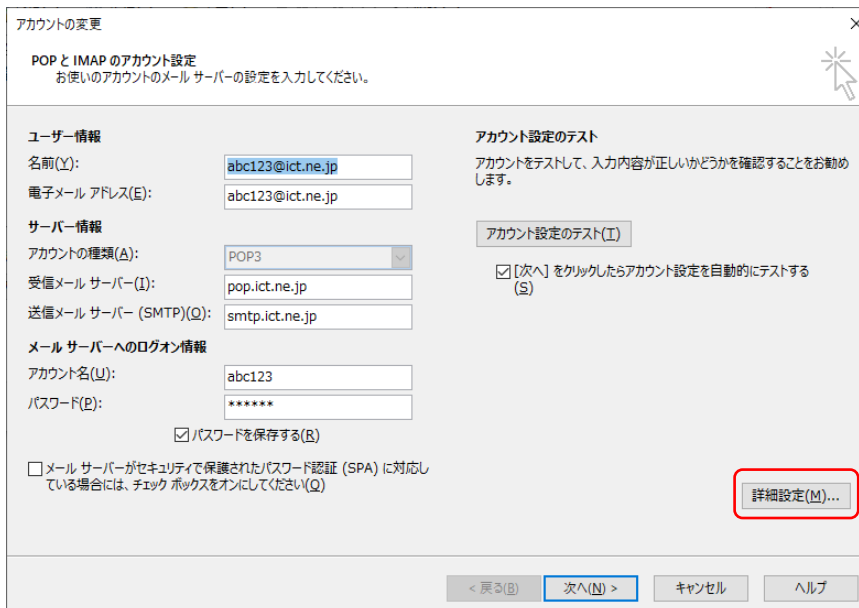 アカウントの変更
POP と IMAP のアカウント設定
お使いのアカウントのメール サーバーの設定を入力してください。
ユーザー情報
名前(Y):
abc123@ict.ne.jp
電子メール アドレス(E):
abc123@ict.ne.jp
サーバー情報
アカウントの種類(A):
POP3
受信メール サーバー(I):
pop.ict.ne.jp
送信メール サーバー (SMTP)(O):
smtp.ict.ne.jp
メール サーバーへのログオン情報
アカウント名(U):
abc123
パスワード(P):
******
パスワードを保存する(R)
メール サーバーがセキュリティで保護されたパスワード認証 (SPA) に対応し
ている場合には、チェック ボックスをオンにしてください(Q)
アカウント設定のテスト
アカウントをテストして、入力内容が正しいかどうかを確認することをお勧め
します。
アカウント設定のテスト(T)
[次へ] をクリックしたらアカウント設定を自動的にテストする
(S)
詳細設定(M)...
< 戻る(B)
次へ(N) >
キャンセル
ヘルプ